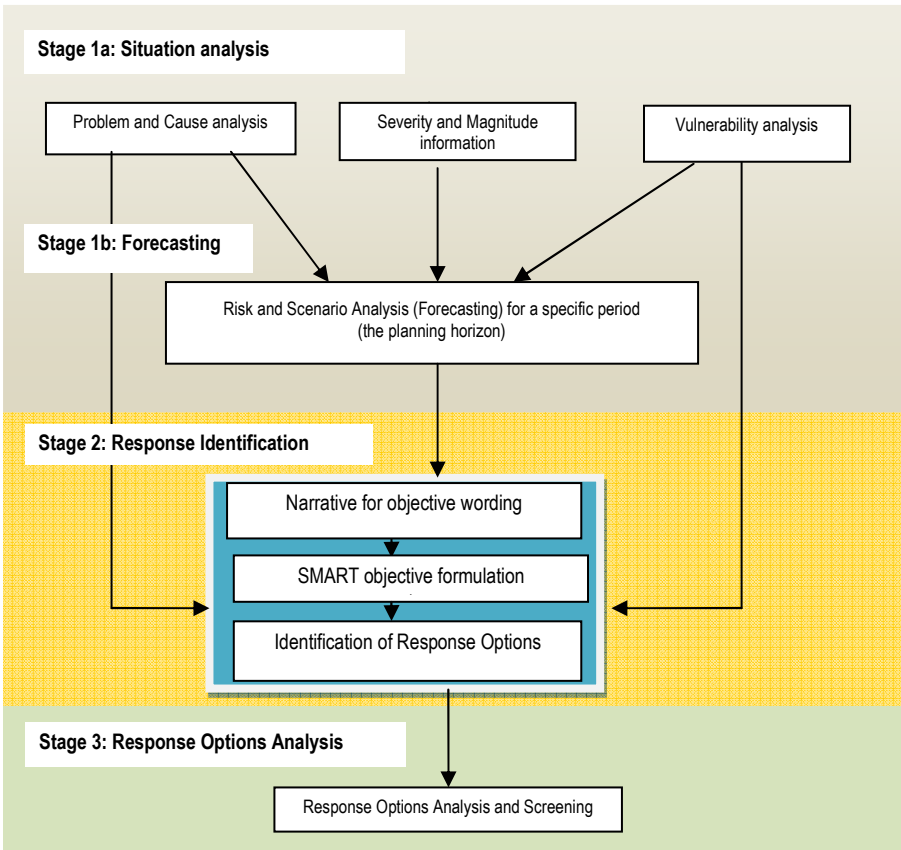 Stage 1a: Situation analysis
Problem and Cause analysis
Severity and Magnitude
information
Vulnerability analysis
Stage 1b: Forecasting
Risk and Scenario Analysis (Forecasting) for a specific period
(the planning horizon)
Stage 2: Response Identification
Narrative for objective wording
SMART objective formulation
Identification of Response Options
Stage 3: Response Options Analysis
Response Options Analysis and Screening